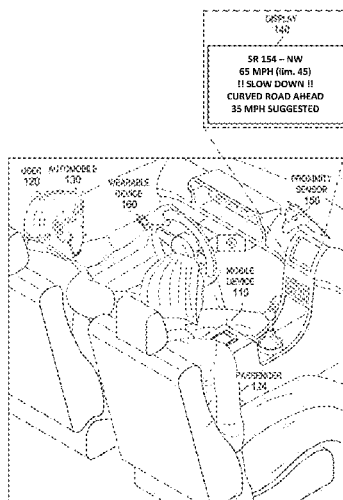 DISPLAY
140
SR 154 – NW
65 MPH (lim. 45)
!! SLOW DOWN !!
CURVED ROAD AHEAD
35 MPH SUGGESTED
USER
120
AUTOMOBILE
130
WEARABLE
DEVICE
160
PROXIMITY
SENSOR
150
MOBILE
DEVICE
110
PASSENGER
124